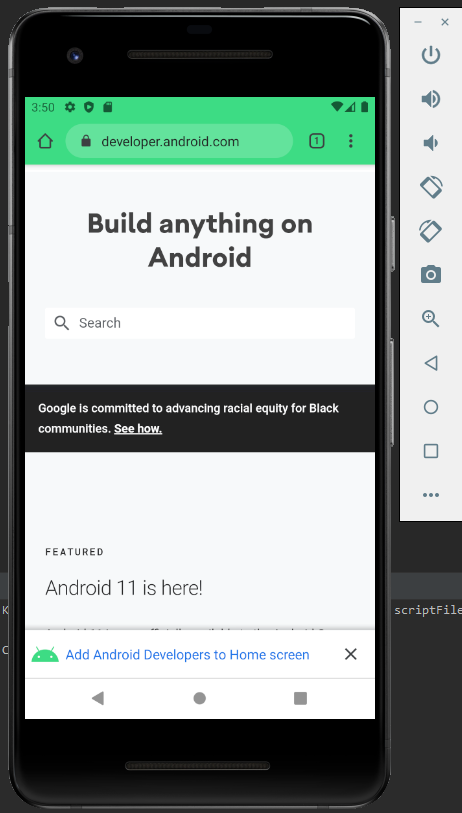 3:50
developer.android.com
1
Build anything on
Android
Search
Google is committed to advancing racial equity for Black
communities. See how.
FEATURED
Android 11 is here!
Add Android Developers to Home screen
K
scriptFile
C